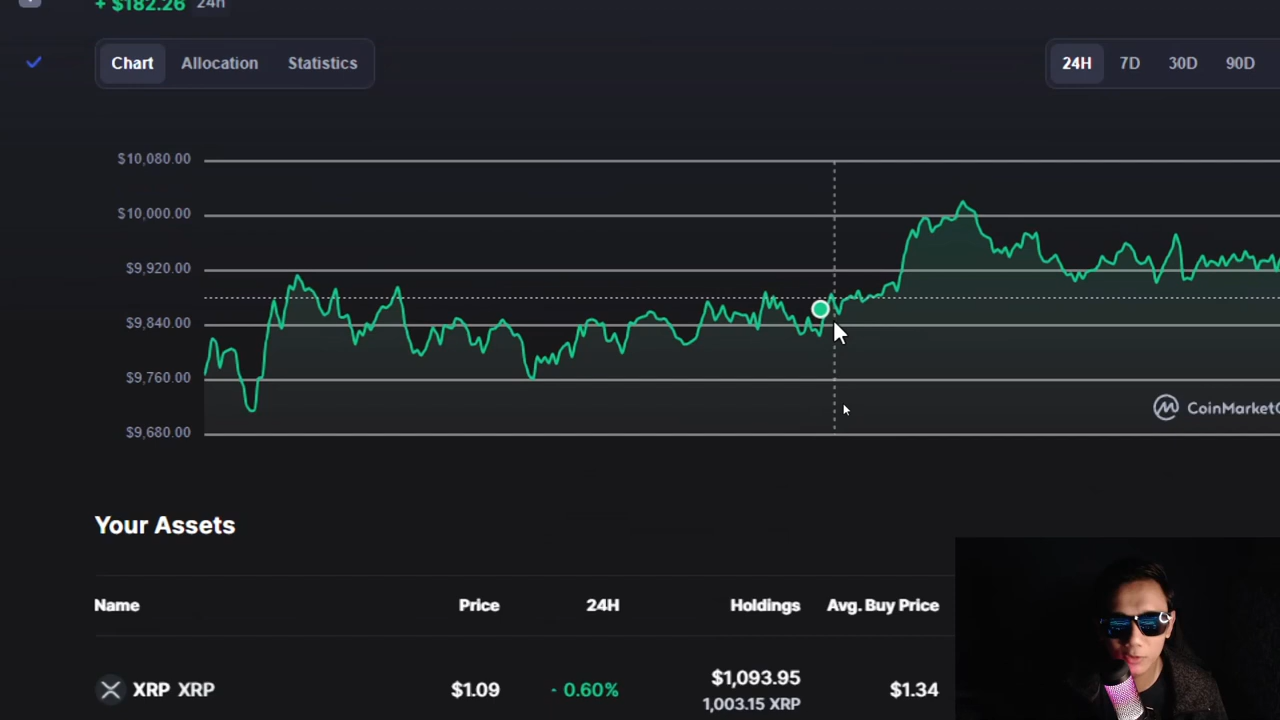 + $182.26 24h
Chart Allocation Statistics
24H 7D 30D 90D
$10,080.00
$10,000.00
$9,920.00
$9,840.00
$9,760.00
$9,680.00
CoinMarketC
Your Assets
Name Price 24H Holdings Avg. Buy Price
XRP XRP $1.09 0.60% $1,093.95 $1.34
1,003.15 XRP